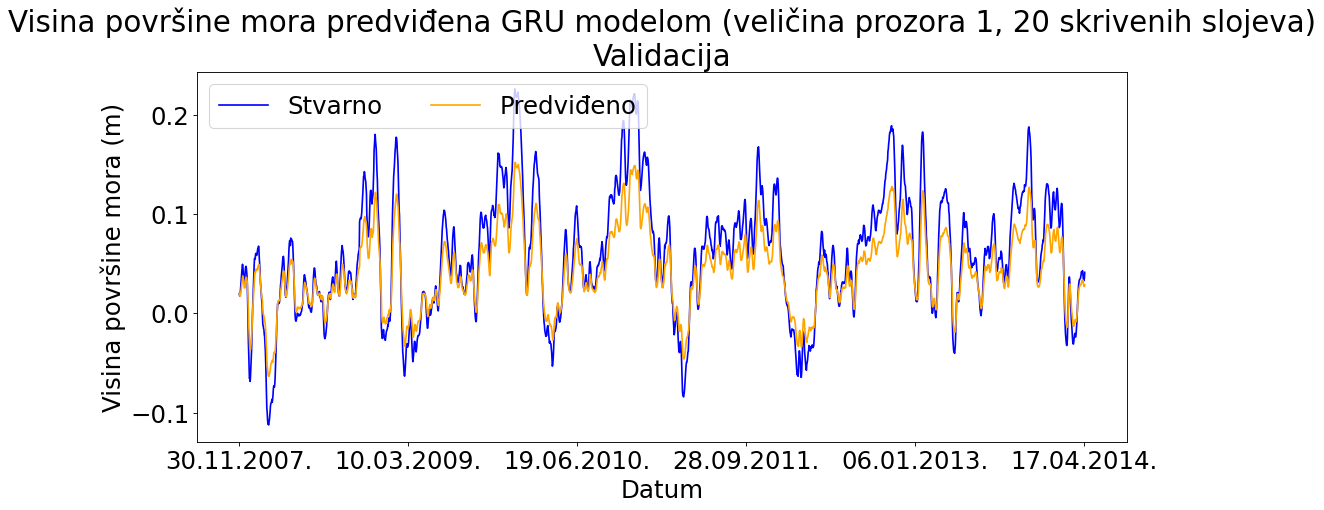 Visina površine mora predviđena GRU modelom (veličina prozora 1, 20 skrivenih slojeva)
Validacija
Stvarno Predviđeno
Visina površine mora (m)
0.2
0.1
0.0
−0.1
30.11.2007. 10.03.2009. 19.06.2010. 28.09.2011. 06.01.2013. 17.04.2014.
Datum